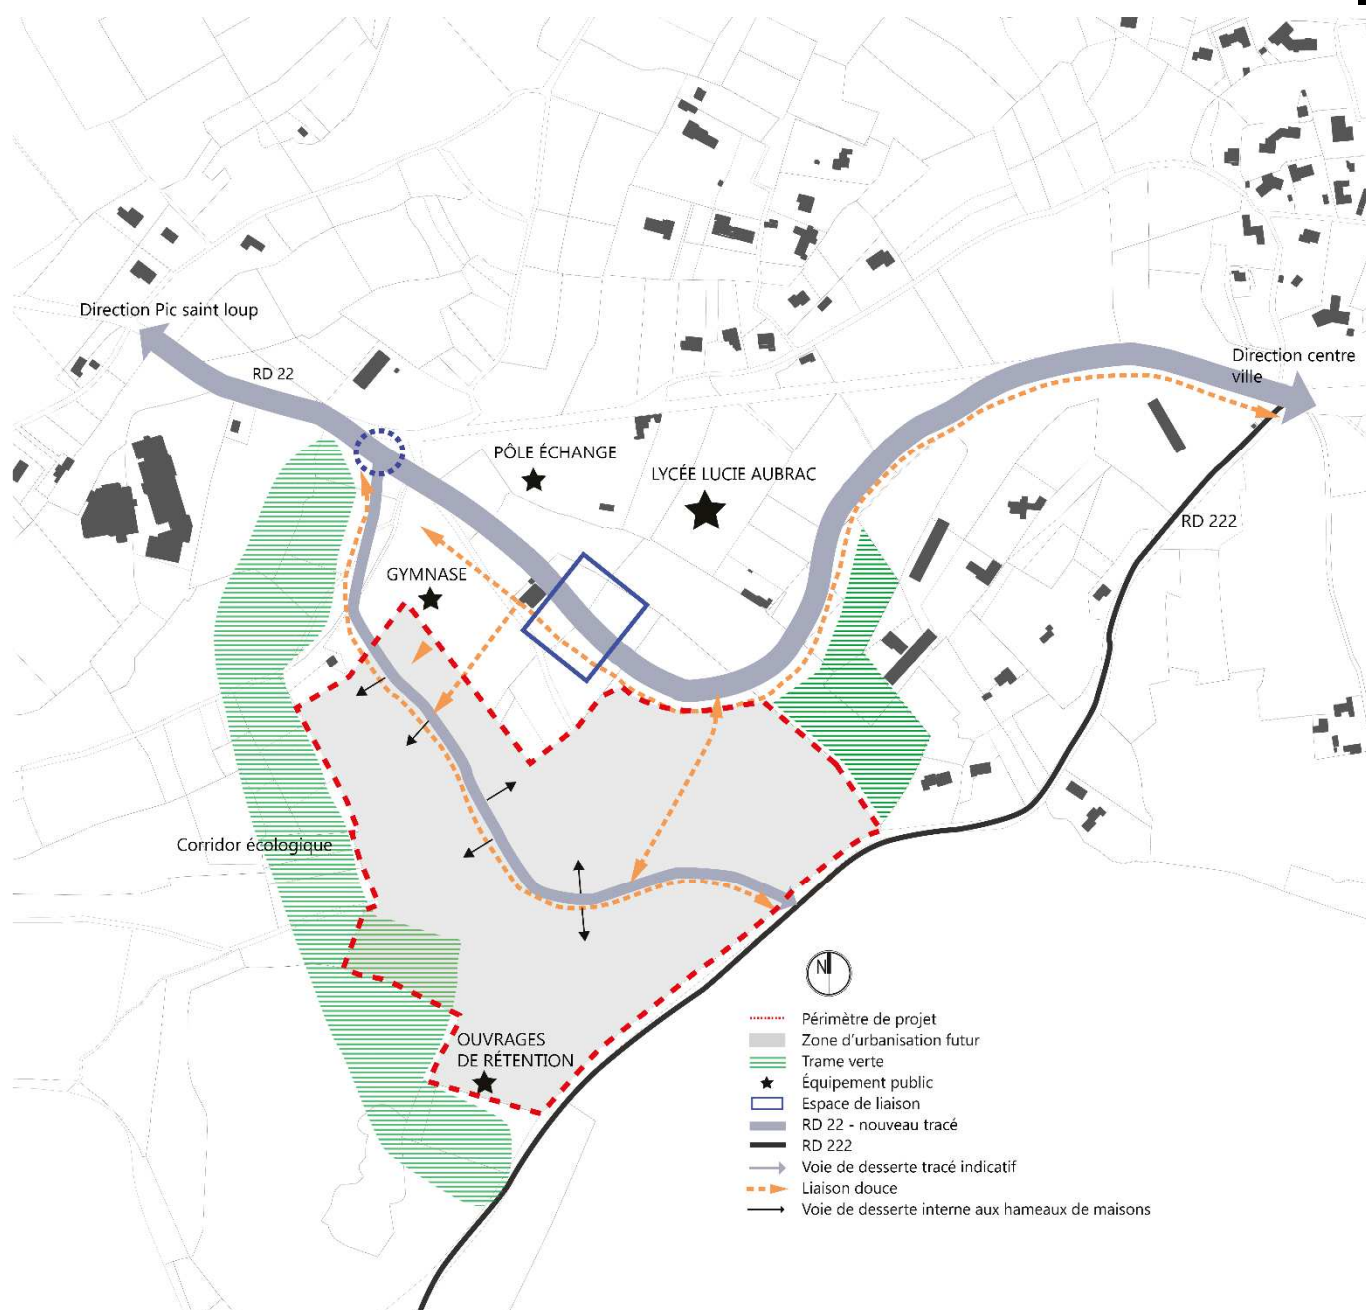 Direction Pic saint loup
RD 22
Direction centre
ville
PÔLE ÉCHANGE
LYCÉE LUCIE AUBRAC
RD 222
GYMNASE
Corridor écologique
OUVRAGES
DE RÉTENTION
N
Périmètre de projet
Zone d'urbanisation futur
Trame verte
Équipement public
Espace de liaison
RD 22 - nouveau tracé
RD 222
Voie de desserte tracé indicatif
Liaison douce
Voie de desserte interne aux hameaux de maisons